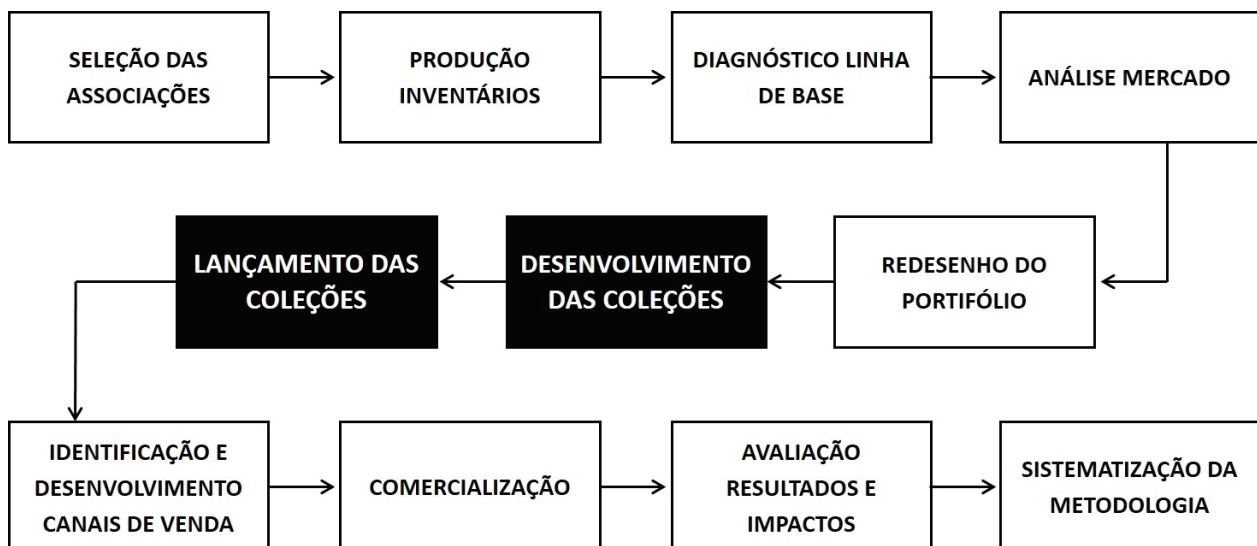 SELEÇÃO DAS
ASSOCIAÇÕES
PRODUÇÃO
INVENTÁRIOS
DIAGNÓSTICO LINHA
DE BASE
ANÁLISE MERCADO
REDESENHO DO
PORTIFÓLIO
DESENVOLVIMENTO
DAS COLEÇÕES
LANÇAMENTO DAS
COLEÇÕES
IDENTIFICAÇÃO E
DESENVOLVIMENTO
CANAIS DE VENDA
COMERCIALIZAÇÃO
AVALIAÇÃO
RESULTADOS E
IMPACTOS
SISTEMATIZAÇÃO DA
METODOLOGIA